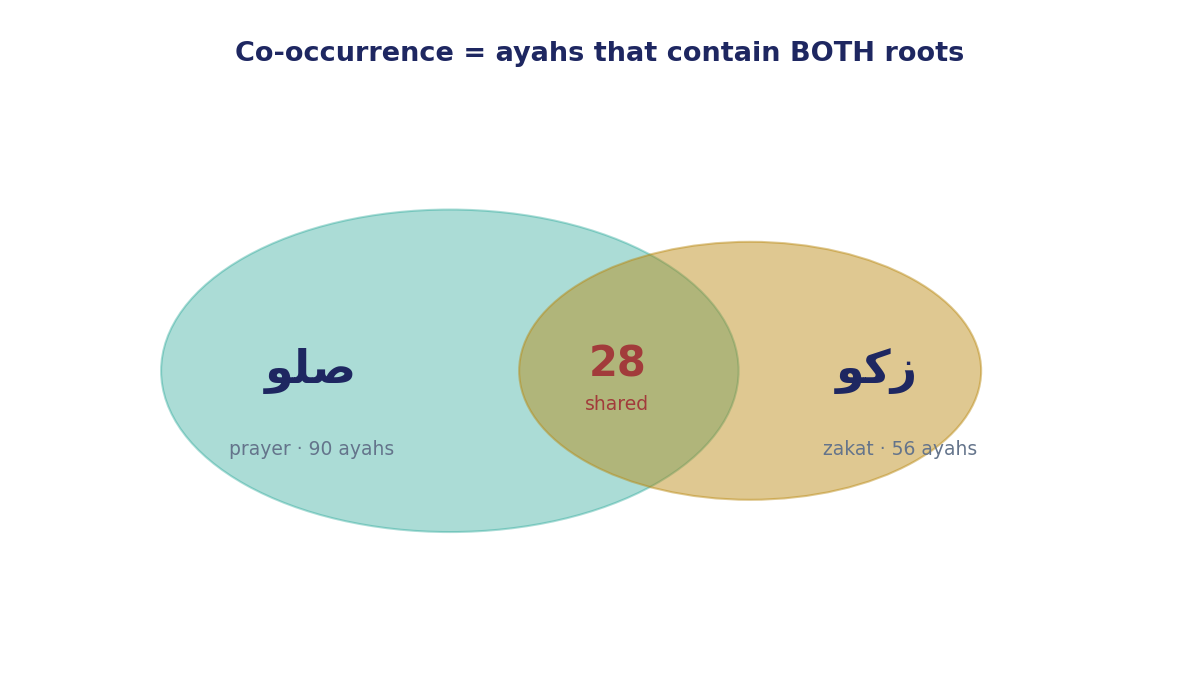 Co-occurrence = ayahs that contain BOTH roots
صلو
28
زكو
shared
prayer · 90 ayahs
zakat · 56 ayahs